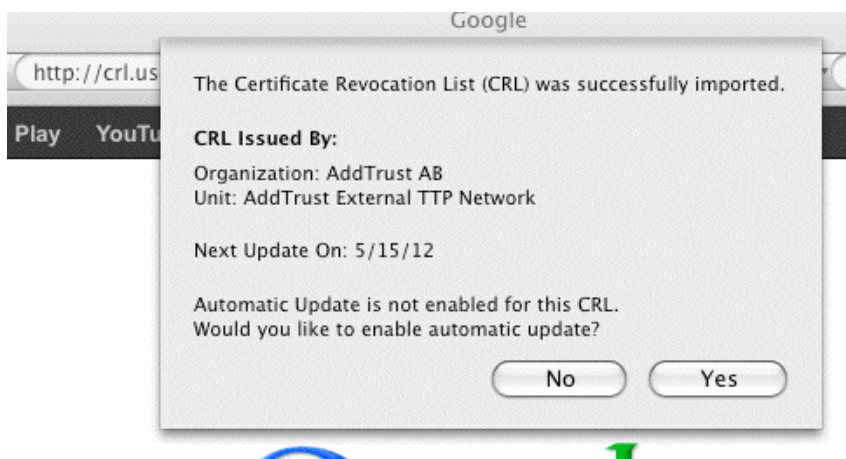 Google
http://crl.us
Play YouTu
The Certificate Revocation List (CRL) was successfully imported.
CRL Issued By:
Organization: AddTrust AB
Unit: AddTrust External TTP Network
Next Update On: 5/15/12
Automatic Update is not enabled for this CRL.
Would you like to enable automatic update?
No Yes